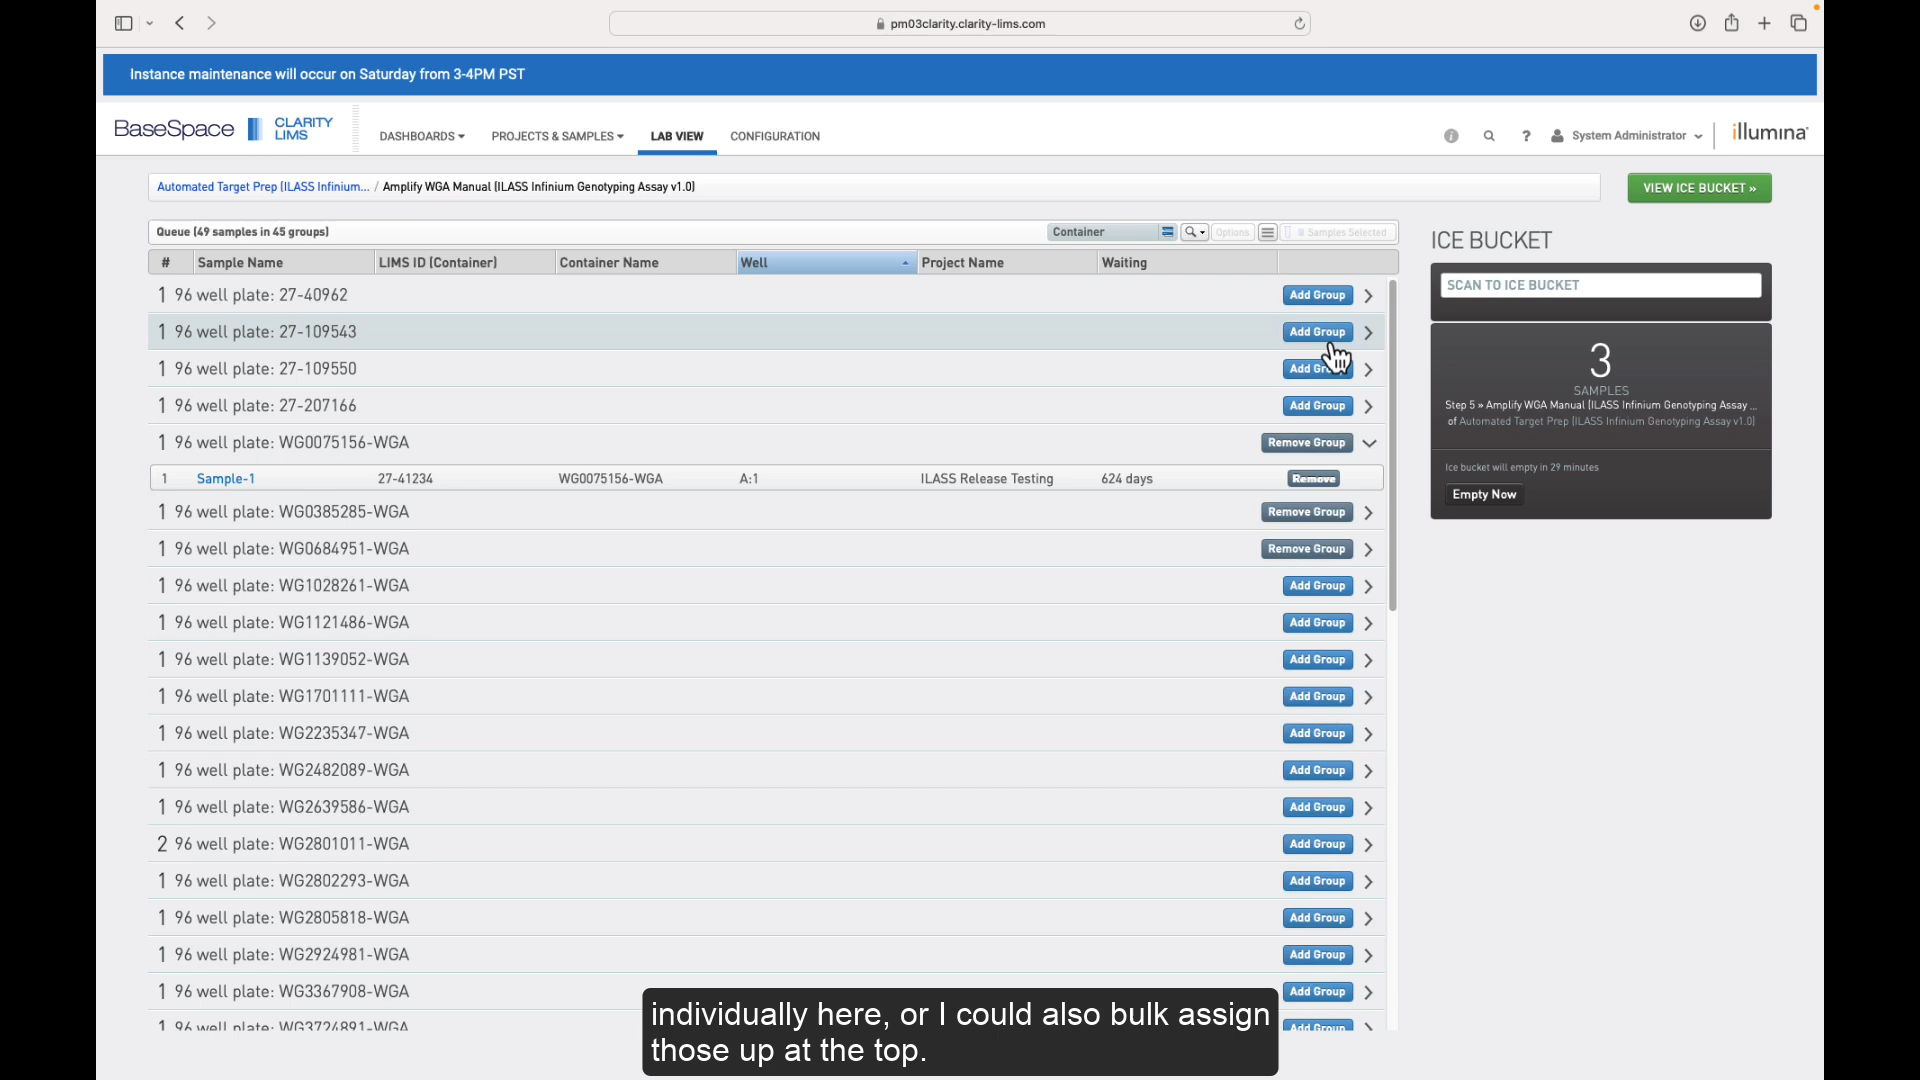 pm03clarity.clarity-lims.com
Instance maintenance will occur on Saturday from 3-4PM PST
BaseSpace CLARITY LIMS DASHBOARDS PROJECTS & SAMPLES LAB VIEW CONFIGURATION ? System Administrator illumina
Automated Target Prep (ILASS Infinium... / Amplify WGA Manual (ILASS Infinium Genotyping Assay v1.0) VIEW ICE BUCKET »
Queue (49 samples in 45 groups) Container Options Samples Selected
# Sample Name LIMS ID (Container) Container Name Well Project Name Waiting
1 96 well plate: 27-40962 Add Group
1 96 well plate: 27-109543 Add Group
1 96 well plate: 27-109550 Add
1 96 well plate: 27-207166 Add Group
1 96 well plate: WG0075156-WGA Remove Group
1 Sample-1 27-41234 WG0075156-WGA A:1 ILASS Release Testing 624 days Remove
1 96 well plate: WG0385285-WGA Remove Group
1 96 well plate: WG0684951-WGA Remove Group
1 96 well plate: WG1028261-WGA Add Group
1 96 well plate: WG1121486-WGA Add Group
1 96 well plate: WG1139052-WGA Add Group
1 96 well plate: WG1701111-WGA Add Group
1 96 well plate: WG2235347-WGA Add Group
1 96 well plate: WG2482089-WGA Add Group
1 96 well plate: WG2639586-WGA Add Group
2 96 well plate: WG2801011-WGA Add Group
1 96 well plate: WG2802293-WGA Add Group
1 96 well plate: WG2805818-WGA Add Group
1 96 well plate: WG2924981-WGA Add Group
1 96 well plate: WG3367908-WGA Add Group
1 96 well plate: WG3724891-WGA Add Group
ICE BUCKET
SCAN TO ICE BUCKET
3
SAMPLES
Step 5 » Amplify WGA Manual (ILASS Infinium Genotyping Assay ...
of Automated Target Prep (ILASS Infinium Genotyping Assay v1.0)
Ice bucket will empty in 29 minutes
Empty Now
individually here, or I could also bulk assign
those up at the top.